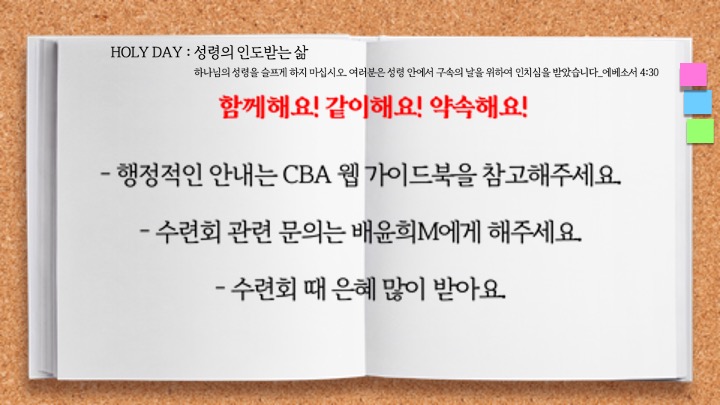 HOLY DAY : 성령의 인도받는 삶
하나님의 성령을 슬프게 하지 마십시오. 여러분은 성령 안에서 구속의 날을 위하여 인치심을 받았습니다_에베소서 4:30
함께해요! 같이해요! 약속해요!
- 행정적인 안내는 CBA 웹 가이드북을 참고해주세요.
- 수련회 관련 문의는 배윤희M에게 해주세요.
- 수련회 때 은혜 많이 받아요.